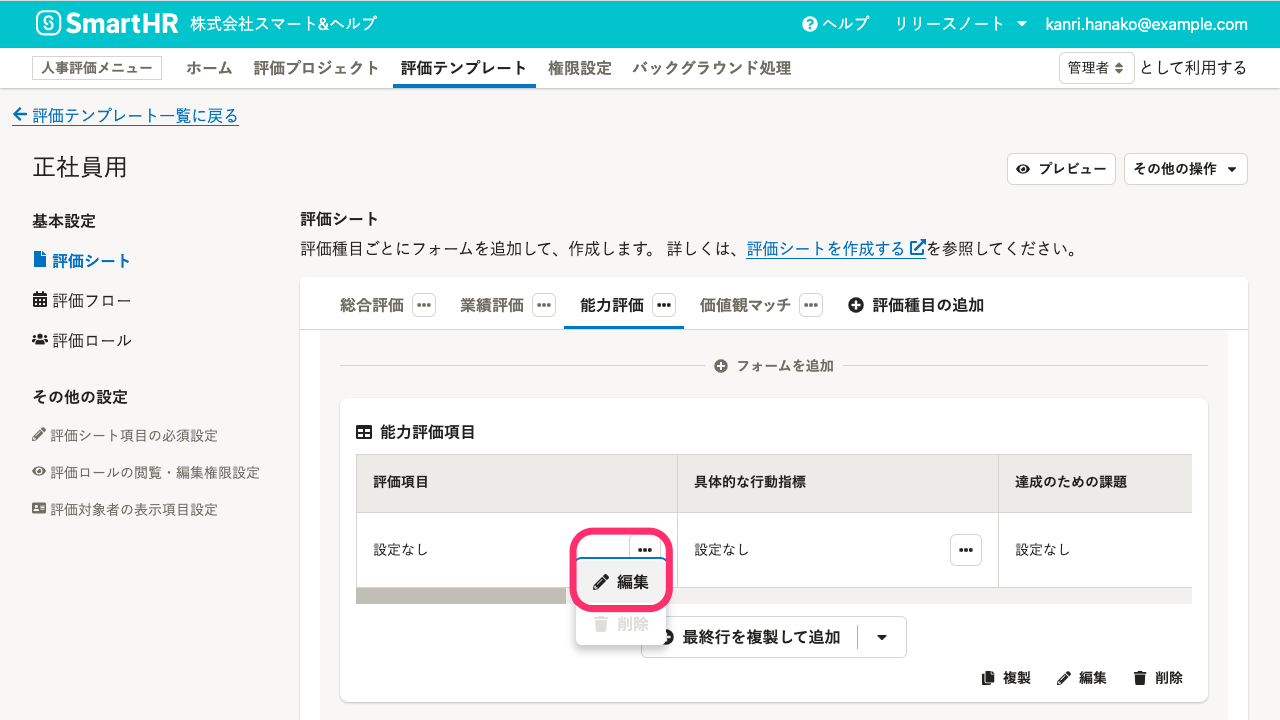 SmartHR 株式会社スマート&ヘルプ ヘルプ リリースノート kanri.hanako@example.com
人事評価メニュー ホーム 評価プロジェクト 評価テンプレート 権限設定 バックグラウンド処理 管理者 として利用する
評価テンプレート一覧に戻る
正社員用 プレビュー その他の操作
基本設定
評価シート
評価フロー
評価ロール
その他の設定
評価シート項目の必須設定
評価ロールの閲覧・編集権限設定
評価対象者の表示項目設定
評価シート
評価種目ごとにフォームを追加して、作成します。 詳しくは、評価シートを作成するを参照してください。
総合評価 業績評価 能力評価 価値観マッチ 評価種目の追加
フォームを追加
能力評価項目
評価項目 具体的な行動指標 達成のための課題
設定なし 設定なし 設定なし
編集
削除
最終行を複製して追加
複製 編集 削除